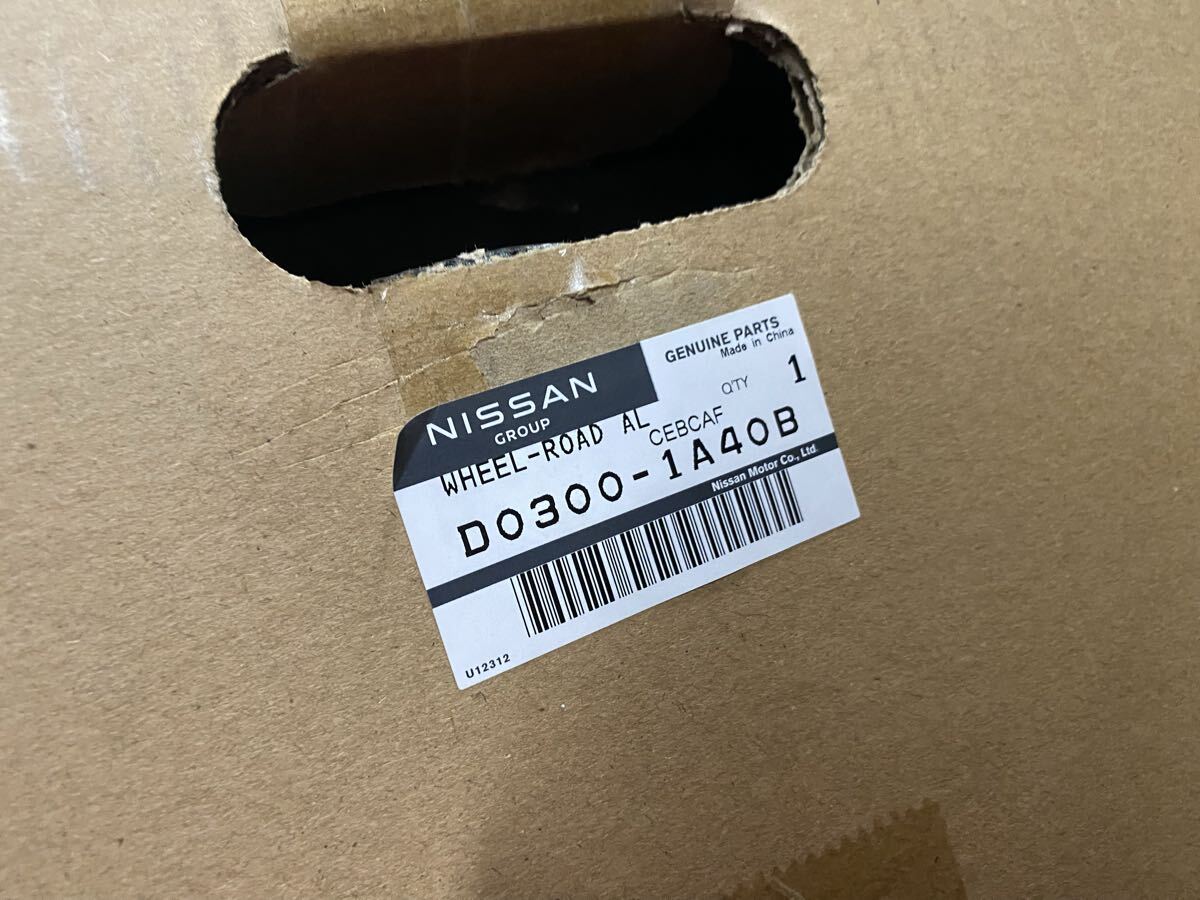 NISSAN
GROUP
GENUINE PARTS
Made in China
QTY 1
WHEEL-ROAD AL
CEBCAF
D0300-1A40B
Nissan Motor Co., Ltd.
U12312